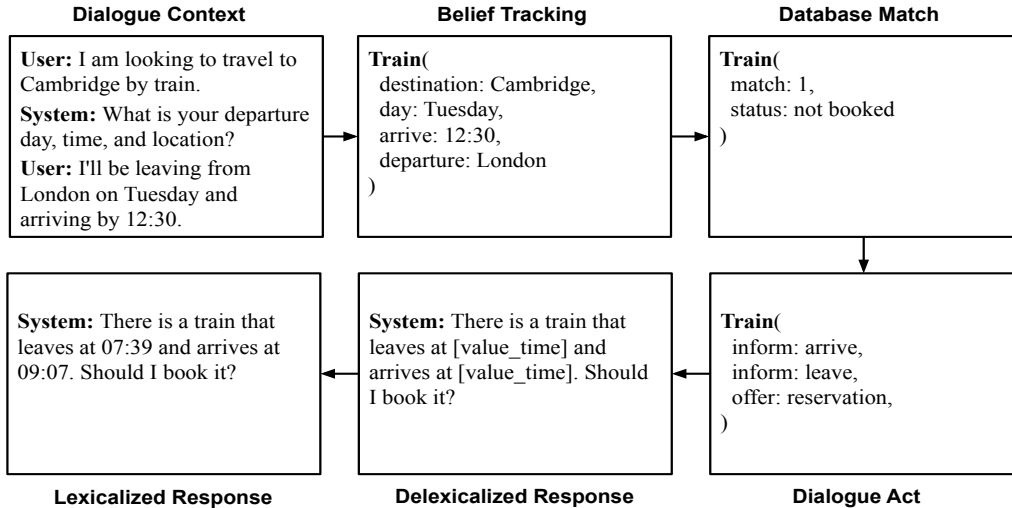 Dialogue Context
User: I am looking to travel to
Cambridge by train.
System: What is your departure
day, time, and location?
User: I'll be leaving from
London on Tuesday and
arriving by 12:30.
Belief Tracking
Train(
destination: Cambridge,
day: Tuesday,
arrive: 12:30,
departure: London
)
Database Match
Train(
match: 1,
status: not booked
)
Train(
inform: arrive,
inform: leave,
offer: reservation,
)
Dialogue Act
System: There is a train that
leaves at [value_time] and
arrives at [value_time]. Should
I book it?
Delexicalized Response
System: There is a train that
leaves at 07:39 and arrives at
09:07. Should I book it?
Lexicalized Response